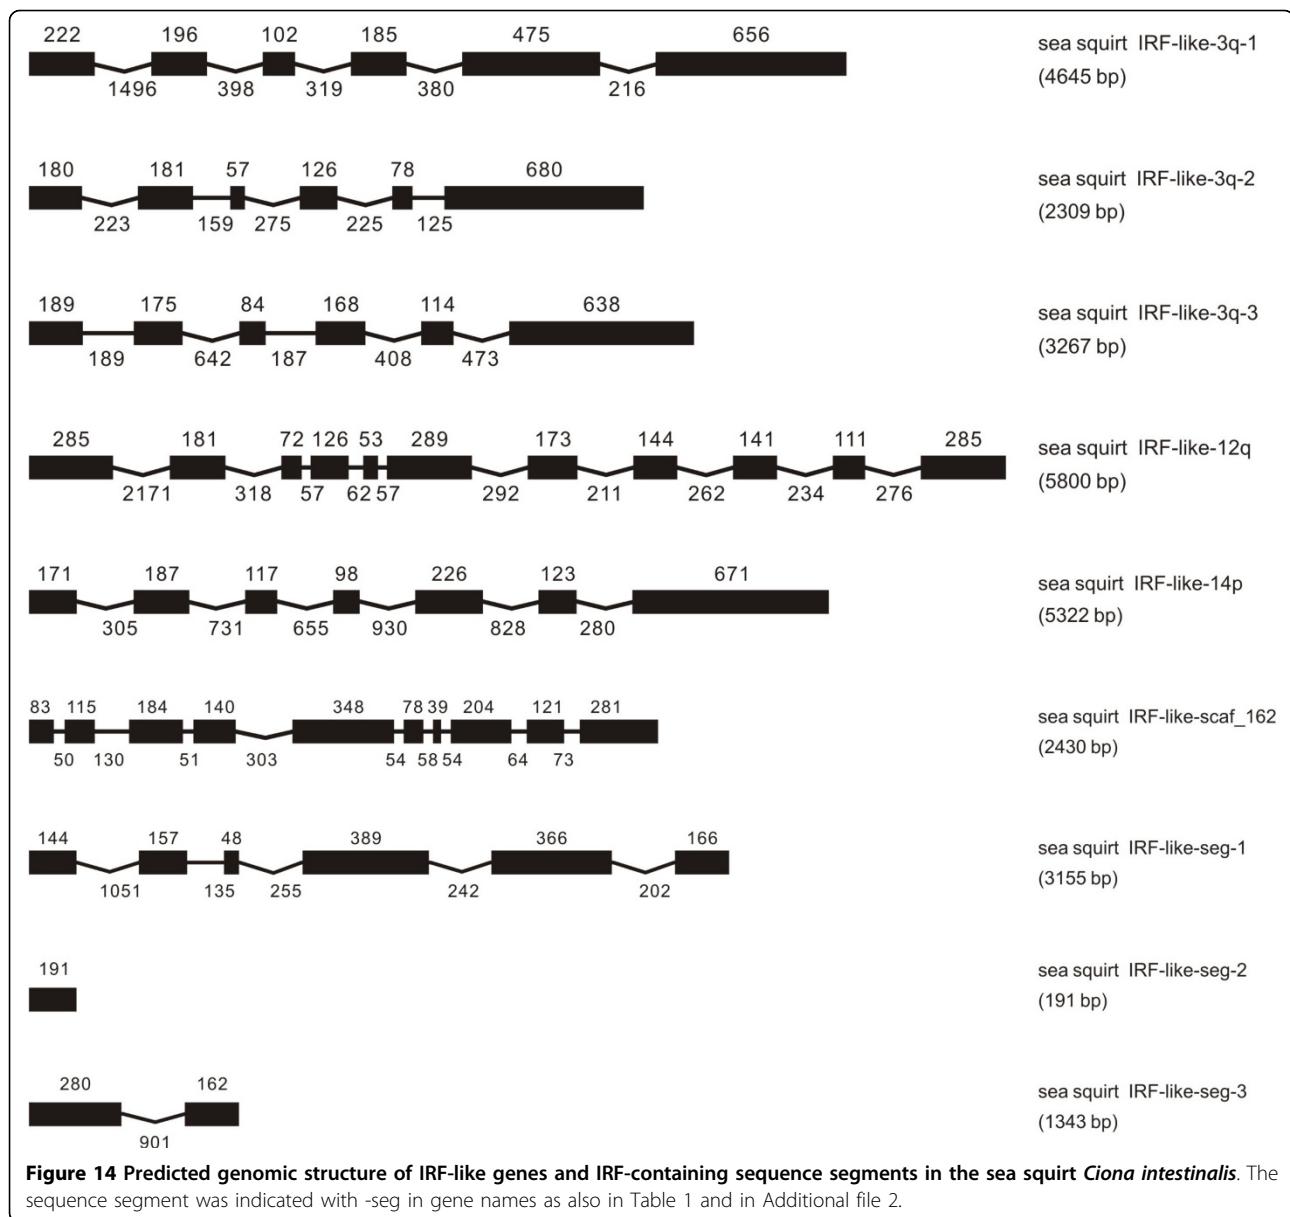 222 196 102 185 475 656
sea squirt IRF-like-3q-1
1496 398 319 380 216
(4645 bp)
180 181 57 126 78 680
sea squirt IRF-like-3q-2
223 159 275 225 125
(2309 bp)
189 175 84 168 114 638
sea squirt IRF-like-3q-3
189 642 187 408 473
(3267 bp)
285 181 72 126 53 289 173 144 141 111 285
sea squirt IRF-like-12q
2171 318 57 62 57 292 211 262 234 276
(5800 bp)
171 187 117 98 226 123 671
sea squirt IRF-like-14p
305 731 655 930 828 280
(5322 bp)
83 115 184 140 348 78 39 204 121 281
sea squirt IRF-like-scaf_162
50 130 51 303 54 58 54 64 73
(2430 bp)
144 157 48 389 366 166
sea squirt IRF-like-seg-1
1051 135 255 242 202
(3155 bp)
191
sea squirt IRF-like-seg-2
(191 bp)
280 162
sea squirt IRF-like-seg-3
901
(1343 bp)
Figure 14 Predicted genomic structure of IRF-like genes and IRF-containing sequence segments in the sea squirt Ciona intestinalis. The
sequence segment was indicated with -seg in gene names as also in Table 1 and in Additional file 2.